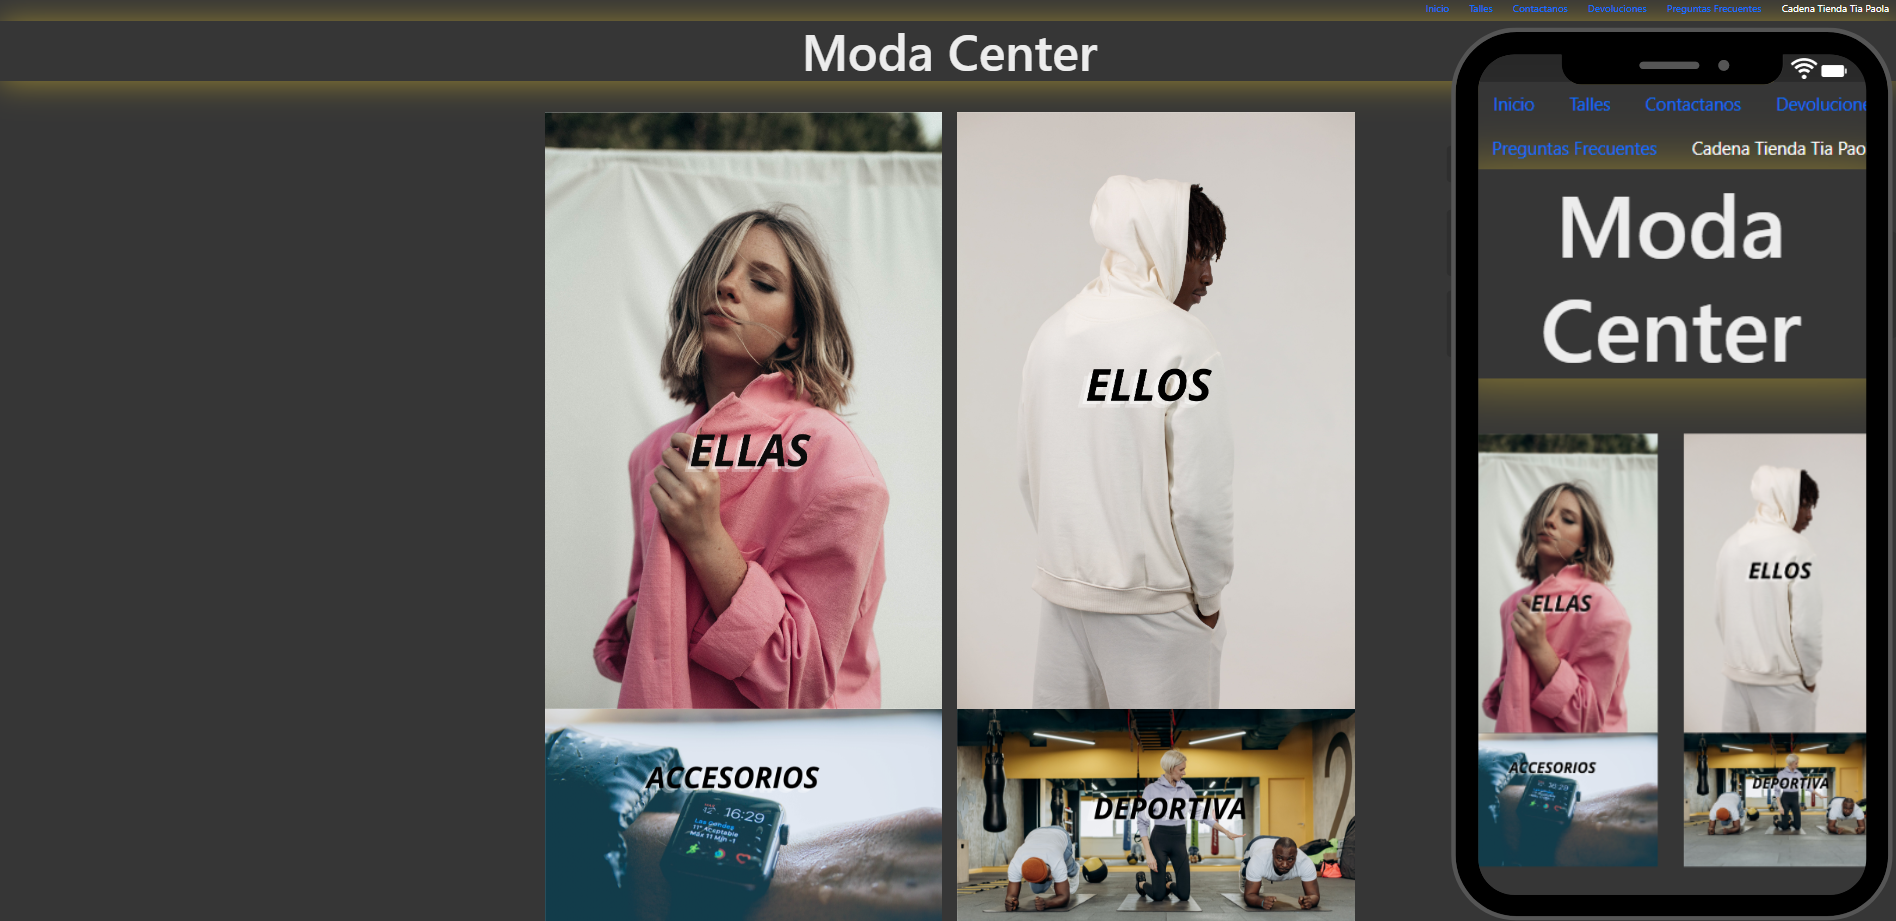 Inicio Talles Contactanos Devoluciones Preguntas Frecuentes Cadena Tienda Tia Paola
Moda Center
ELLAS
ELLOS
ACCESORIOS
16:29
DEPORTIVA
2
Inicio Talles Contactanos Devolucione
Preguntas Frecuentes Cadena Tienda Tia Pao
Moda
Center
ELLAS
ELLOS
ACCESORIOS
DEPORTIVA